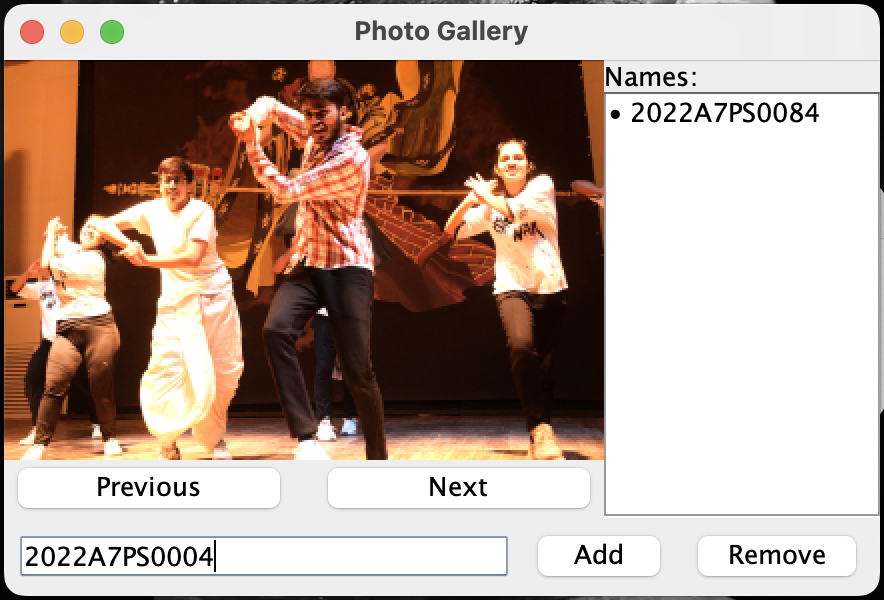 Photo Gallery
Names:
• 2022A7PS0084
Previous
Next
2022A7PS0004
Add
Remove